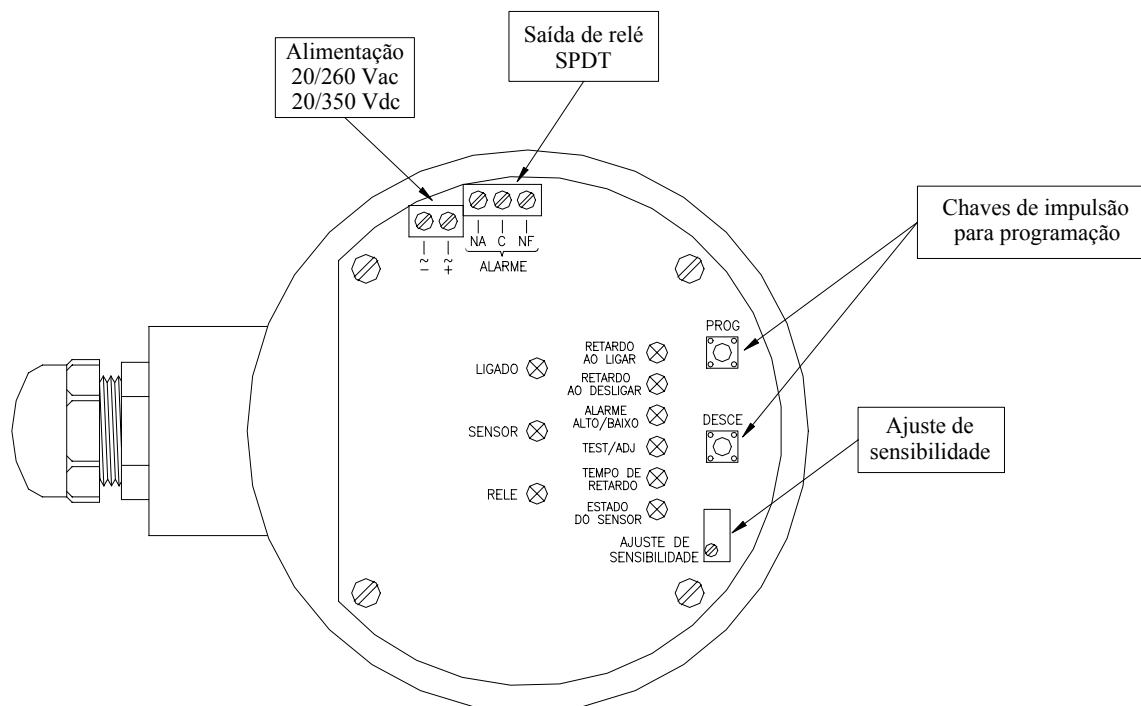 Alimentação
20/260 Vac
20/350 Vdc
Saída de relé
SPDT
Chaves de impulsão
para programação
Ajuste de
sensibilidade
NA C NF
ALARME
~ ~
- +
LIGADO
SENSOR
RELE
RETARDO
AO LIGAR
RETARDO
AO DESLIGAR
ALARME
ALTO/BAIXO
TEST/ADJ
TEMPO DE
RETARDO
ESTADO
DO SENSOR
PROG
DESCE
AJUSTE DE
SENSIBILIDADE